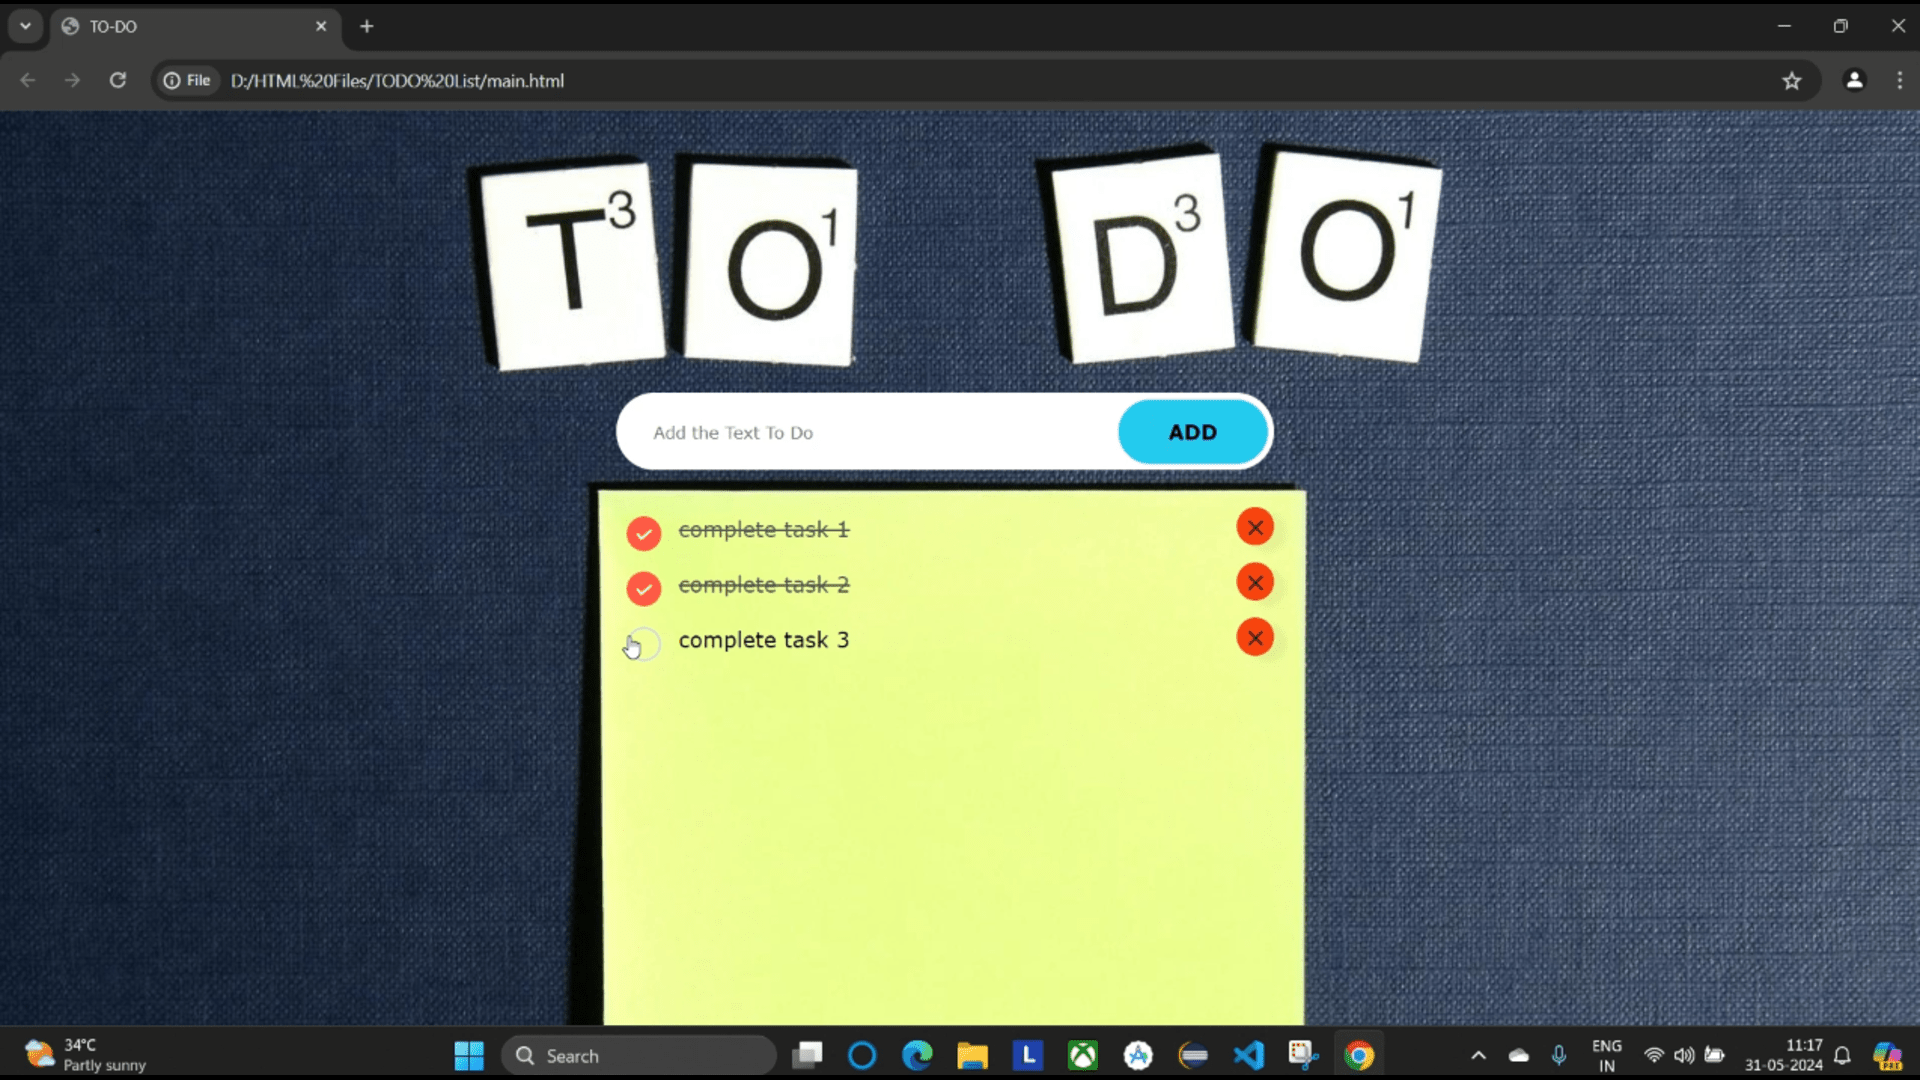 TO-DO
File D:/HTML%20Files/TODO%20List/main.html
T3 O1 D3 O1
Add the Text To Do ADD
complete task 1
complete task 2
complete task 3
34°C
Partly sunny
Search
L
ENG
IN
11:17
31-05-2024
PRE